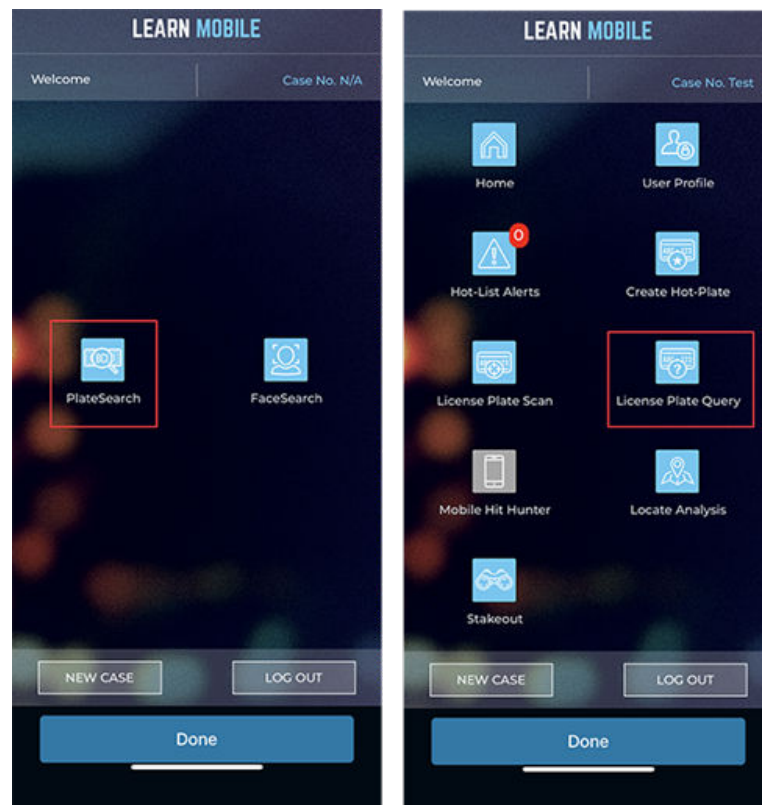 LEARN MOBILE
Welcome
Case No. N/A
PlateSearch
FaceSearch
NEW CASE
LOG OUT
Done
LEARN MOBILE
Welcome
Case No. Test
Home
User Profile
0
Hot-List Alerts
Create Hot-Plate
License Plate Scan
?
License Plate Query
Mobile Hit Hunter
Locate Analysis
Stakeout
NEW CASE
LOG OUT
Done